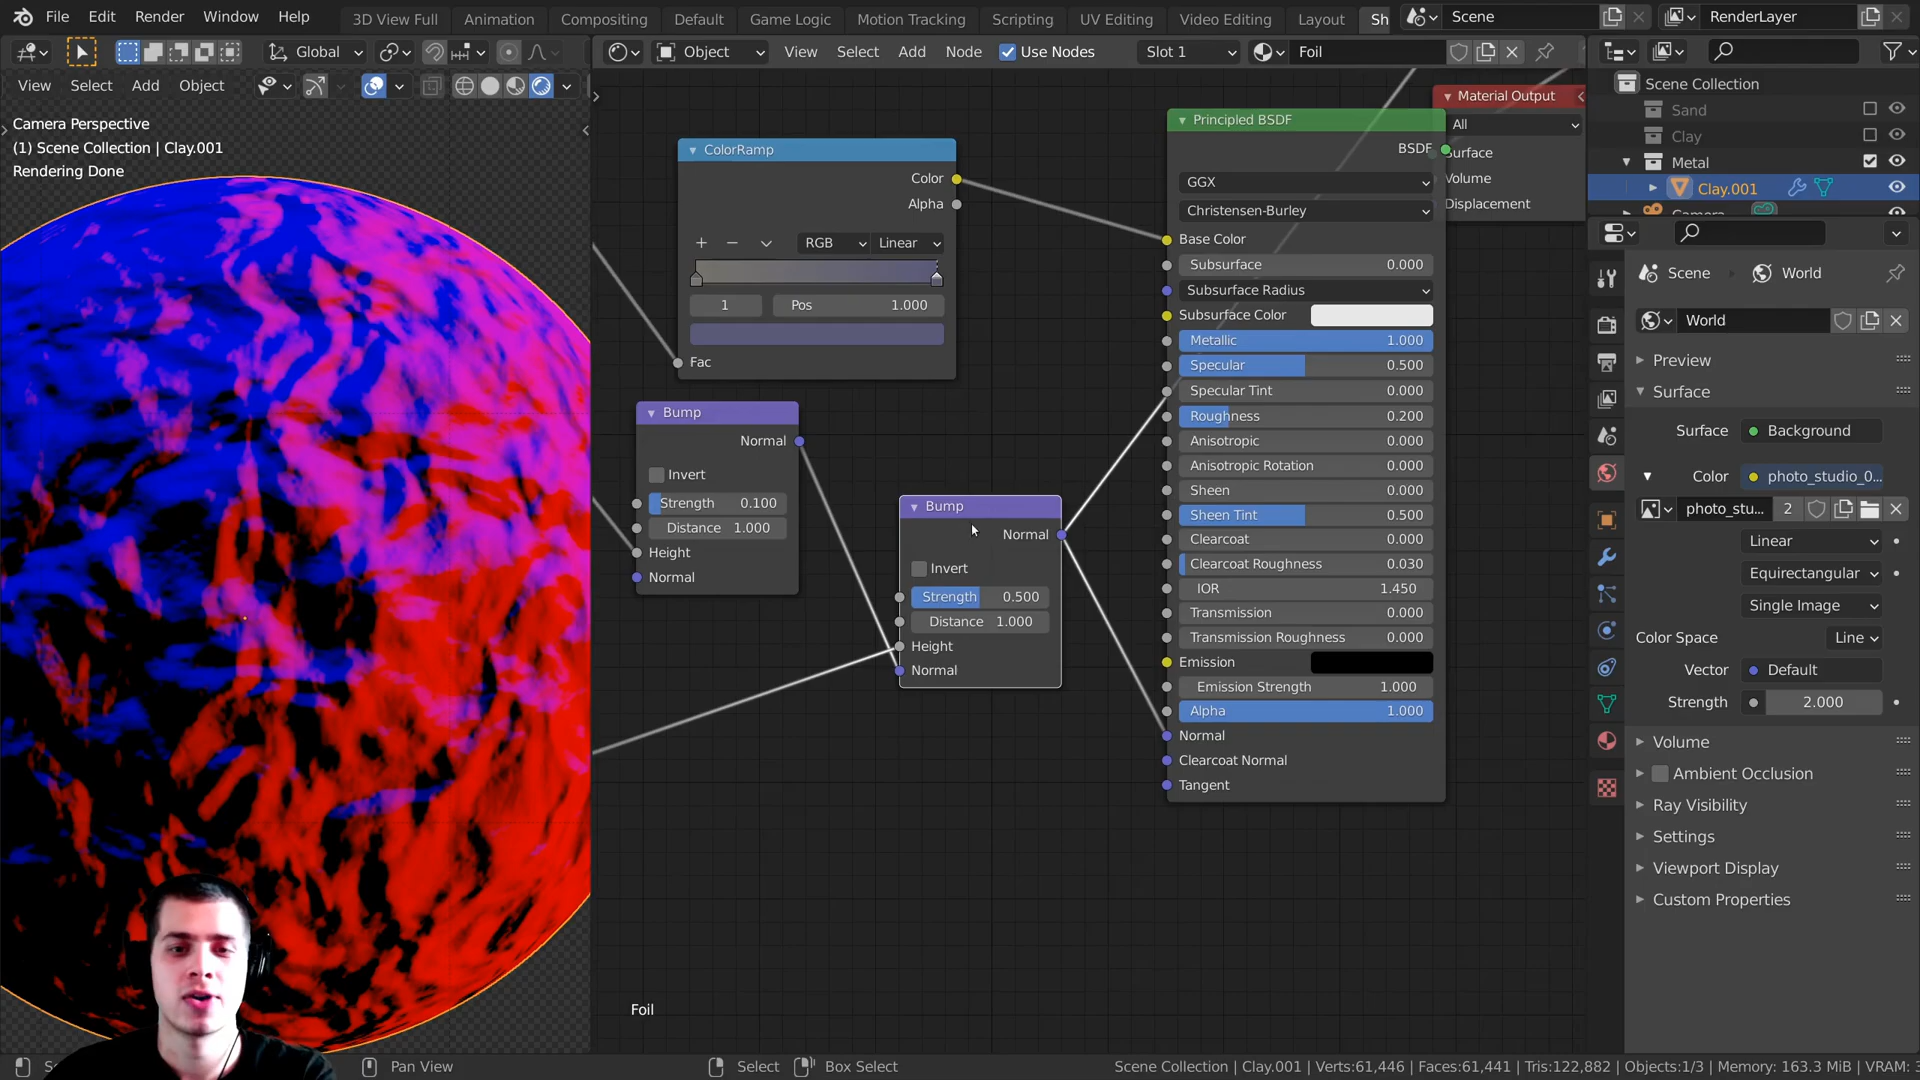 File Edit Render Window Help 3D View Full Animation Compositing Default Game Logic Motion Tracking Scripting UV Editing Video Editing Layout Sh Scene RenderLayer
Global Object View Select Add Node Use Nodes Slot 1 Foil
View Select Add Object
Camera Perspective
(1) Scene Collection | Clay.001
Rendering Done
ColorRamp
Color
Alpha
RGB Linear
1 Pos 1.000
Fac
Bump
Normal
Invert
Strength 0.100
Distance 1.000
Height
Normal
Bump
Normal
Invert
Strength 0.500
Distance 1.000
Height
Normal
Principled BSDF
BSDF
GGX
Christensen-Burley
Base Color
Subsurface 0.000
Subsurface Radius
Subsurface Color
Metallic 1.000
Specular 0.500
Specular Tint 0.000
Roughness 0.200
Anisotropic 0.000
Anisotropic Rotation 0.000
Sheen 0.000
Sheen Tint 0.500
Clearcoat 0.000
Clearcoat Roughness 0.030
IOR 1.450
Transmission 0.000
Transmission Roughness 0.000
Emission
Emission Strength 1.000
Alpha 1.000
Normal
Clearcoat Normal
Tangent
Material Output
All
Surface
Volume
Displacement
Foil
Scene Collection
Sand
Clay
Metal
Clay.001
Camera
Scene World
World
Preview
Surface
Surface Background
Color photo_studio_0...
photo_stu... 2
Linear
Equirectangular
Single Image
Color Space Line
Vector Default
Strength 2.000
Volume
Ambient Occlusion
Ray Visibility
Settings
Viewport Display
Custom Properties
Pan View Select Box Select Scene Collection | Clay.001 | Verts:61,446 | Faces:61,441 | Tris:122,882 | Objects:1/3 | Memory: 163.3 MiB | VRAM: